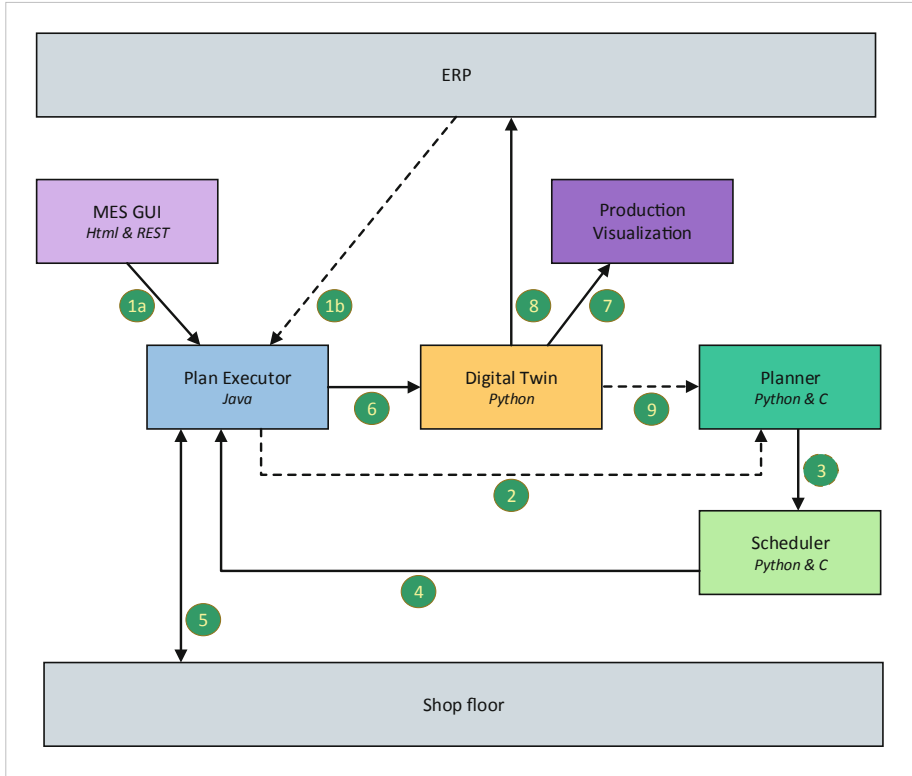 ERP
MES GUI
Html & REST
Production
Visualization
1a
1b
8
7
Plan Executor
Java
Digital Twin
Python
Planner
Python & C
6
9
3
2
Scheduler
Python & C
4
5
Shop floor